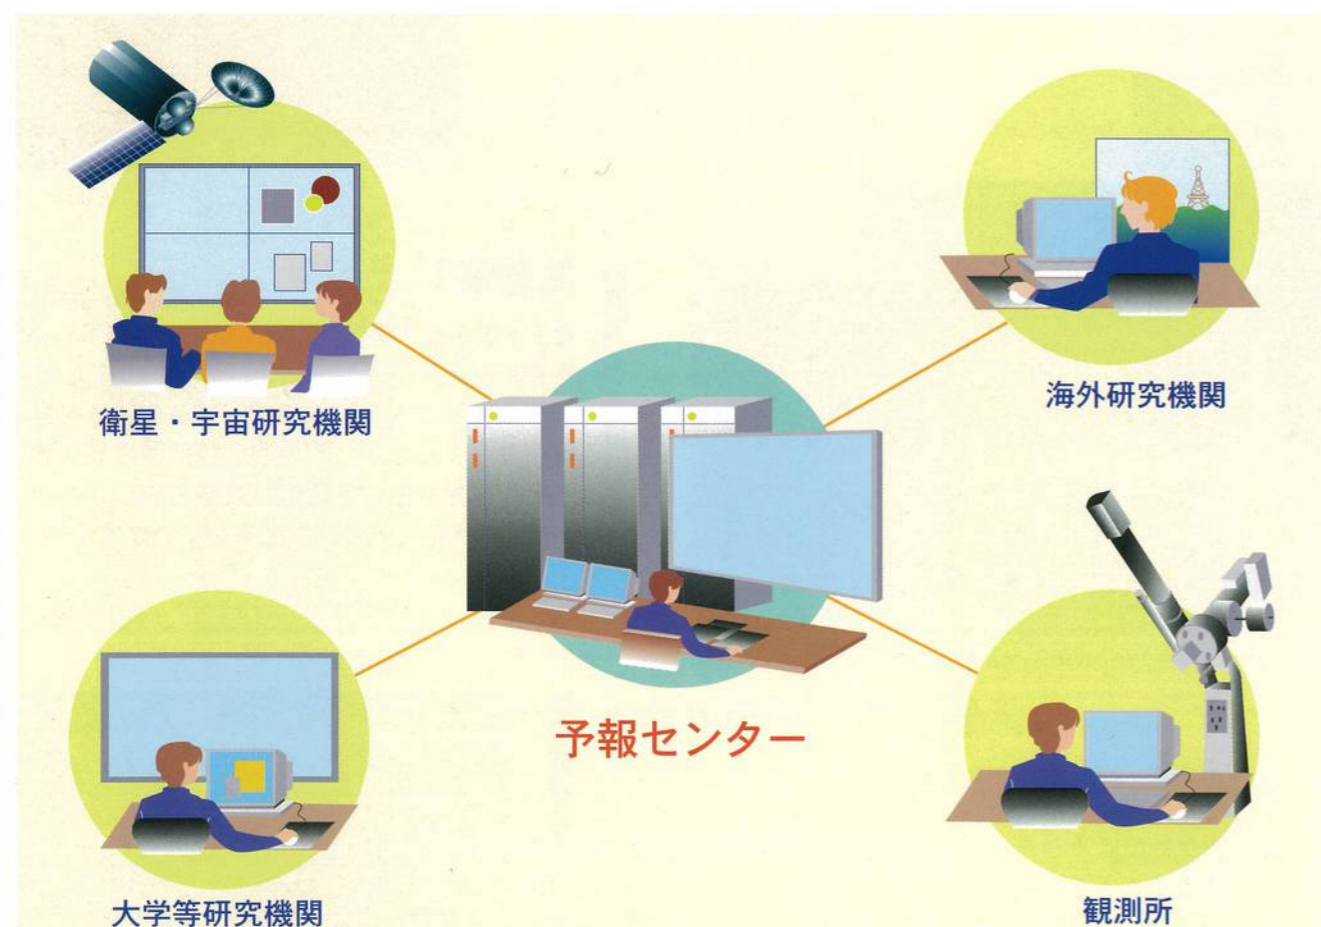 衛星・宇宙研究機関
海外研究機関
予報センター
大学等研究機関
観測所